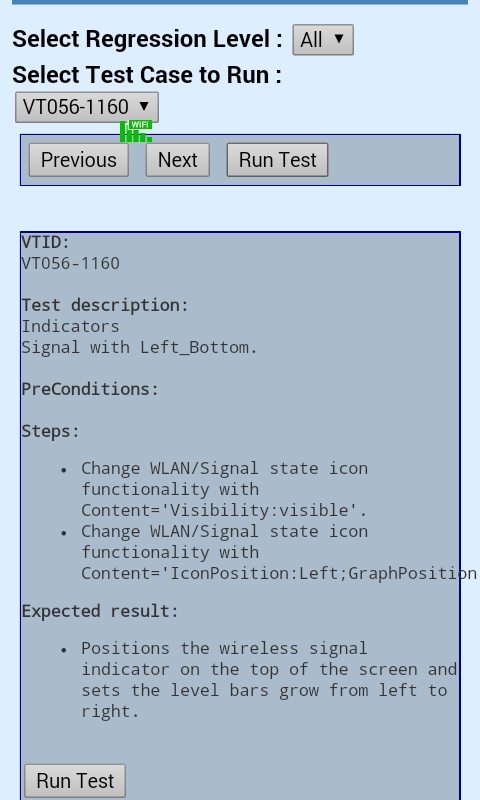 Select Regression Level : All ▼
Select Test Case to Run :
VT056-1160 ▼
WiFi
Previous Next Run Test
VTID:
VT056-1160
Test description:
Indicators
Signal with Left_Bottom.
PreConditions:
Steps:
• Change WLAN/Signal state icon
functionality with
Content='Visibility:visible'.
• Change WLAN/Signal state icon
functionality with
Content='IconPosition:Left;GraphPosition
Expected result:
• Positions the wireless signal
indicator on the top of the screen and
sets the level bars grow from left to
right.
Run Test